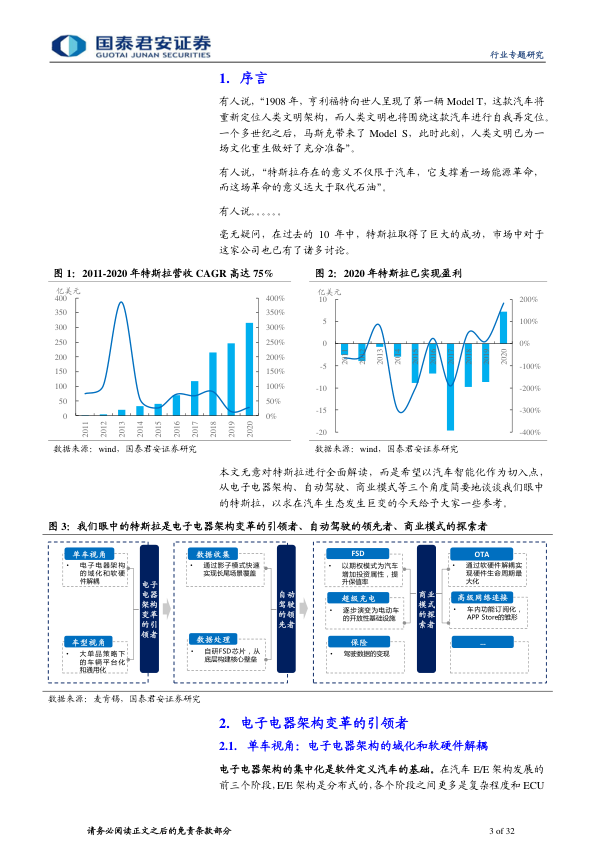 国泰君安证券
GUOTAI JUNAN SECURITIES
行业专题研究
1. 序言
有人说，“1908 年，亨利福特向世人呈现了第一辆 Model T，这款汽车将
重新定位人类文明架构，而人类文明也将围绕这款汽车进行自我再定位。
一个多世纪之后，马斯克带来了 Model S，此时此刻，人类文明已为一
场文化重生做好了充分准备”。
有人说，“特斯拉存在的意义不仅限于汽车，它支撑着一场能源革命，
而这场革命的意义远大于取代石油”。
有人说。。。。。。
毫无疑问，在过去的 10 年中，特斯拉取得了巨大的成功，市场中对于
这家公司也已有了诸多讨论。
图 1：2011-2020 年特斯拉营收 CAGR 高达 75%
亿美元
400 400%
350 350%
300 300%
250 250%
200 200%
150 150%
100 100%
50 50%
0 0%
2011 2012 2013 2014 2015 2016 2017 2018 2019 2020
数据来源：wind，国泰君安证券研究
图 2：2020 年特斯拉已实现盈利
亿美元
10 200%
5 100%
0 0%
-5 -100%
-10 -200%
-15 -300%
-20 -400%
2013 2020
数据来源：wind，国泰君安证券研究
本文无意对特斯拉进行全面解读，而是希望以汽车智能化作为切入点，
从电子电器架构、自动驾驶、商业模式等三个角度简要地谈谈我们眼中
的特斯拉，以求在汽车生态发生巨变的今天给予大家一些参考。
图 3：我们眼中的特斯拉是电子电器架构变革的引领者、自动驾驶的领先者、商业模式的探索者
单车视角
• 电子电器架构
的域化和软硬
件解耦
车型视角
• 大单品策略下
的车辆平台化
和通用化
电子电器架构变革的引领者
数据收集
• 通过影子模式快速
实现长尾场景覆盖
数据处理
• 自研FSD芯片，从
底层构建核心壁垒
自动驾驶的领先者
FSD
• 以期权模式为汽车
增加投资属性，提
升保值率
超级充电
• 逐步演变为电动车
的开放性基础设施
保险
• 驾驶数据的变现
商业模式的探索者
OTA
• 通过软硬件解耦实
现硬件生命周期最
大化
高级网络连接
• 车内功能订阅化，
APP Store的雏形
...
数据来源：麦肯锡，国泰君安证券研究
2. 电子电器架构变革的引领者
2.1. 单车视角：电子电器架构的域化和软硬件解耦
电子电器架构的集中化是软件定义汽车的基础。在汽车 E/E 架构发展的
前三个阶段，E/E 架构是分布式的，各个阶段之间更多是复杂程度和 ECU
请务必阅读正文之后的免责条款部分
3 of 32